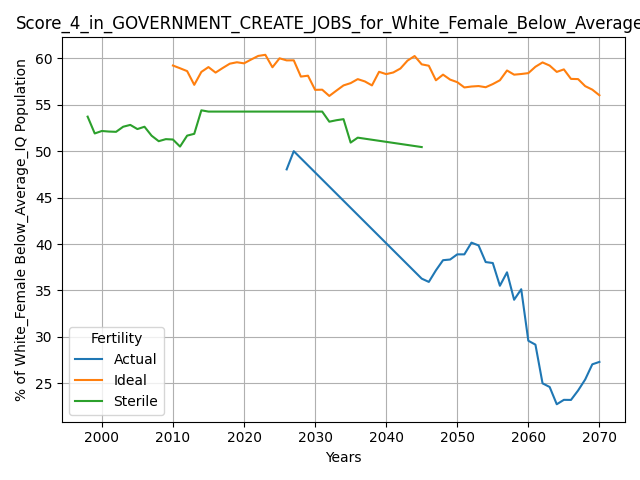 Score_4_in_GOVERNMENT_CREATE_JOBS_for_White_Female_Below_Average
% of White_Female Below_Average_IQ Population
60
55
50
45
40
35
30
25
Fertility
Actual
Ideal
Sterile
2000 2010 2020 2030 2040 2050 2060 2070
Years